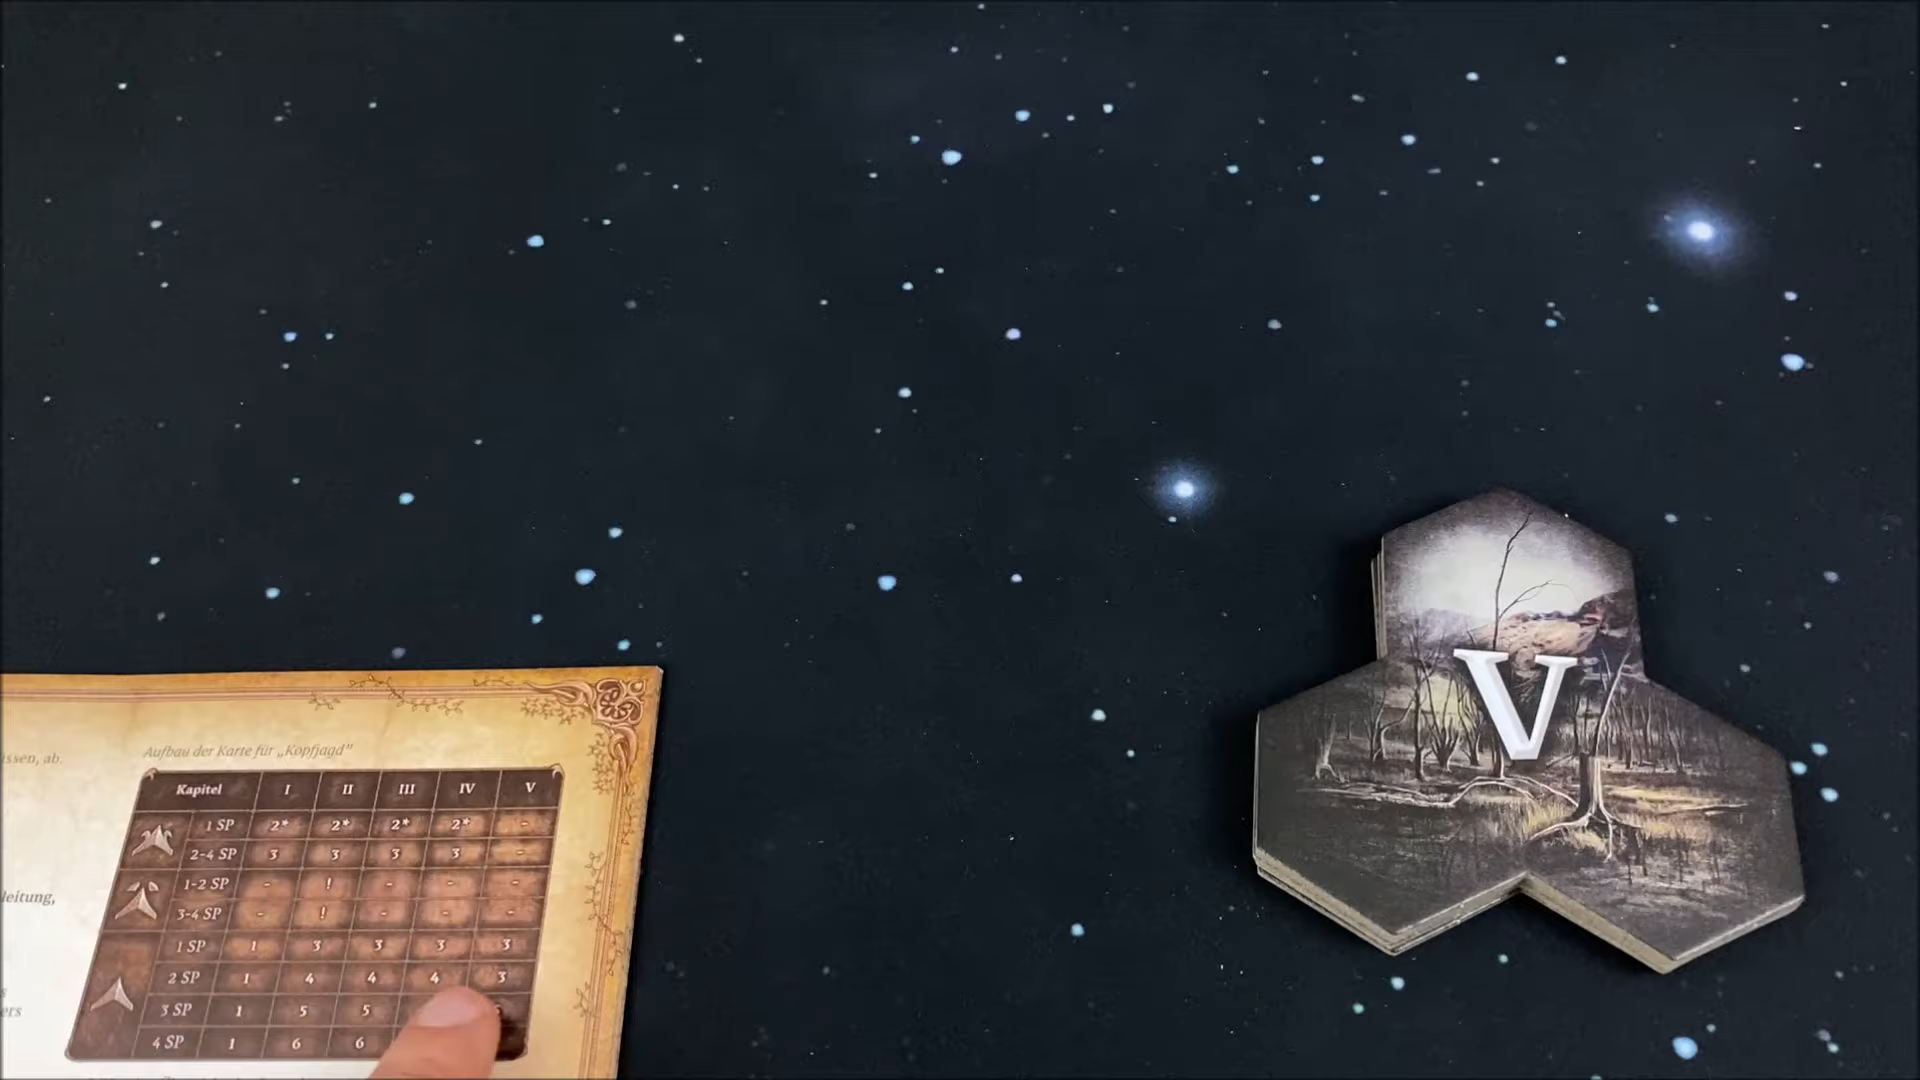 ssen, ab.
Aufbau der Karte für „Kopfjagd"
Kapitel I II III IV V
1 SP 2* 2* 2* 2* -
2-4 SP 3 3 3 3 -
1-2 SP - ! - - -
3-4 SP - ! - - -
leitung,
1 SP 1 3 3 3 3
2 SP 1 4 4 4 3
ers
3 SP 1 5 5
4 SP 1 6 6
V